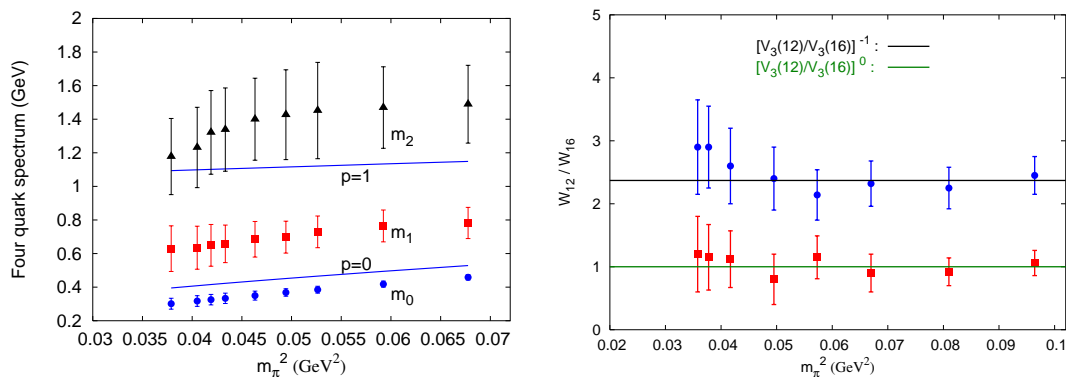 Four quark spectrum (GeV)
2
1.8
1.6
1.4
1.2
1
0.8
0.6
0.4
0.2
m₂
p=1
m₁
p=0
m₀
0.03 0.035 0.04 0.045 0.05 0.055 0.06 0.065 0.07
mπ² (GeV²)
W₁₂ / W₁₆
5
4
3
2
1
0
[V₃(12)/V₃(16)]⁻¹ :
[V₃(12)/V₃(16)]⁰ :
0.03 0.04 0.05 0.06 0.07 0.08 0.09 0.1
mπ² (GeV²)